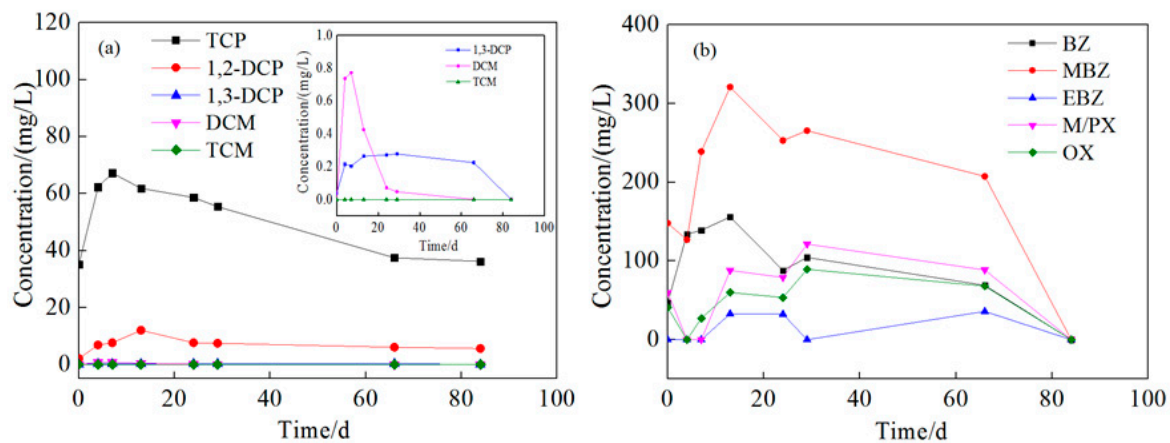 120
100
80
60
40
20
0
Concentration/(mg/L)
(a)
TCP
1,2-DCP
1,3-DCP
DCM
TCM
0 20 40 60 80 100
Time/d
1.0
0.8
0.6
0.4
0.2
0.0
Concentration/(mg/L)
1,3-DCP
DCM
TCM
0 20 40 60 80 100
Time/d
400
300
200
100
0
Concentration/(mg/L)
(b)
BZ
MBZ
EBZ
M/PX
OX
0 20 40 60 80 100
Time/d